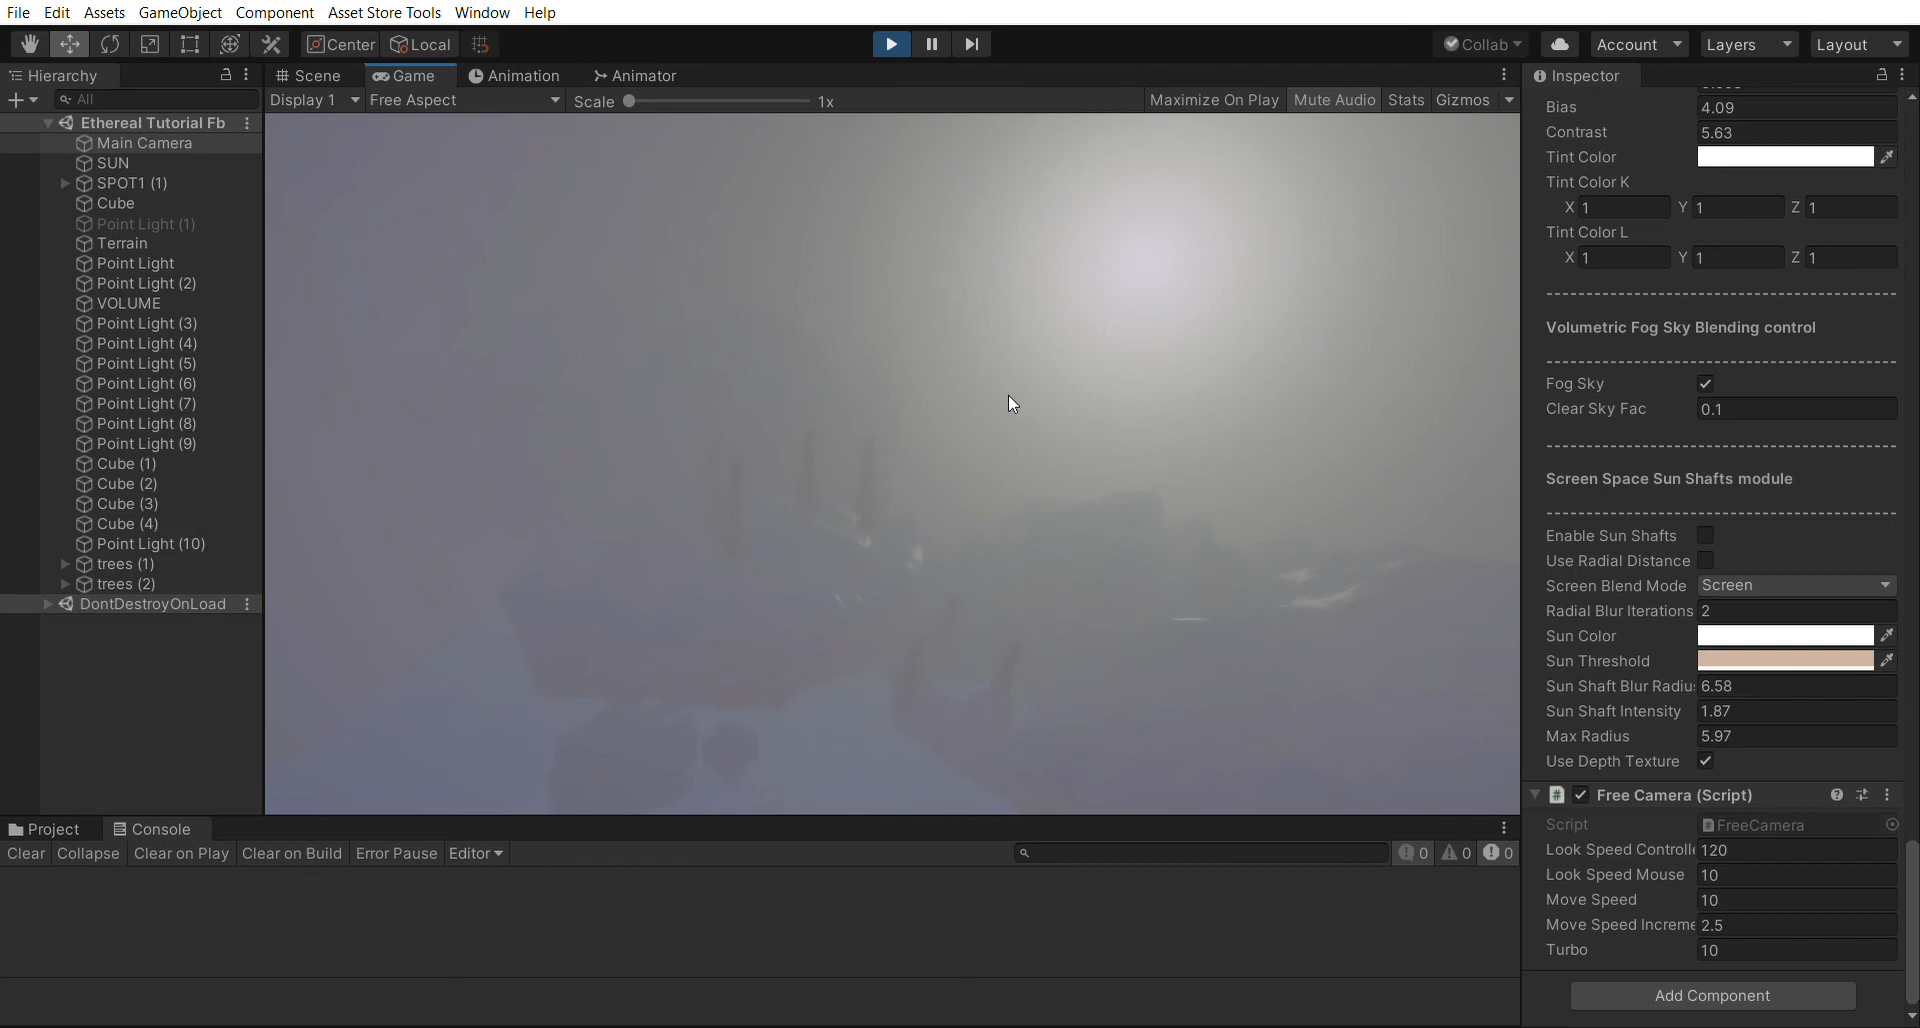 File Edit Assets GameObject Component Asset Store Tools Window Help
Center Local Collab Account Layers Layout
Hierarchy
All
Ethereal Tutorial Fb
Main Camera
SUN
SPOT1 (1)
Cube
Point Light (1)
Terrain
Point Light
Point Light (2)
VOLUME
Point Light (3)
Point Light (4)
Point Light (5)
Point Light (6)
Point Light (7)
Point Light (8)
Point Light (9)
Cube (1)
Cube (2)
Cube (3)
Cube (4)
Point Light (10)
trees (1)
trees (2)
DontDestroyOnLoad
Scene Game Animation Animator
Display 1 Free Aspect Scale 1x Maximize On Play Mute Audio Stats Gizmos
Project Console
Clear Collapse Clear on Play Clear on Build Error Pause Editor 0 0 0
Inspector
Bias 4.09
Contrast 5.63
Tint Color
Tint Color K
X 1 Y 1 Z 1
Tint Color L
X 1 Y 1 Z 1
Volumetric Fog Sky Blending control
Fog Sky
Clear Sky Fac 0.1
Screen Space Sun Shafts module
Enable Sun Shafts
Use Radial Distance
Screen Blend Mode Screen
Radial Blur Iterations 2
Sun Color
Sun Threshold
Sun Shaft Blur Radiu 6.58
Sun Shaft Intensity 1.87
Max Radius 5.97
Use Depth Texture
# Free Camera (Script)
Script FreeCamera
Look Speed Controlle 120
Look Speed Mouse 10
Move Speed 10
Move Speed Increme 2.5
Turbo 10
Add Component